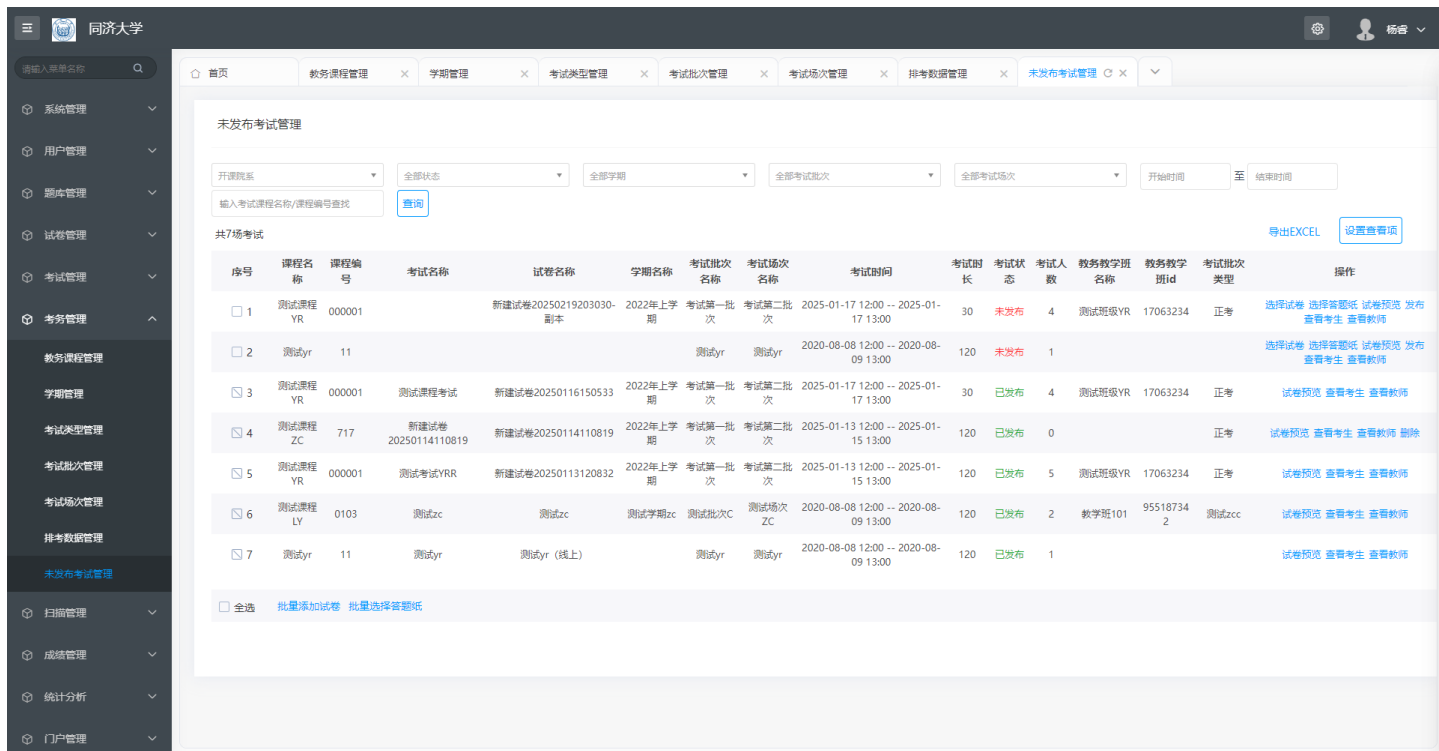 同济大学
杨睿
请输入菜单名称
首页 教务课程管理 学期管理 考试类型管理 考试批次管理 考试场次管理 排考数据管理 未发布考试管理
系统管理
用户管理
题库管理
试卷管理
考试管理
考务管理
教务课程管理
学期管理
考试类型管理
考试批次管理
考试场次管理
排考数据管理
未发布考试管理
扫描管理
成绩管理
统计分析
门户管理
未发布考试管理
开课院系 全部状态 全部学期 全部考试批次 全部考试场次 开始时间 至 结束时间
输入考试课程名称/课程编号查找 查询
共7场考试 导出EXCEL 设置查看项
序号 课程名称 课程编号 考试名称 试卷名称 学期名称 考试批次名称 考试场次名称 考试时间 考试时长 考试状态 考试人数 教务教学班名称 教务教学班id 考试批次类型 操作
1 测试课程YR 000001 新建试卷20250219203030-副本 2022年上学期 考试第一批次 考试第二批次 2025-01-17 12:00 -- 2025-01-17 13:00 30 未发布 4 测试班级YR 17063234 正考 选择试卷 选择答题纸 试卷预览 发布 查看考生 查看教师
2 测试yr 11 测试yr 测试yr 2020-08-08 12:00 -- 2020-08-09 13:00 120 未发布 1 选择试卷 选择答题纸 试卷预览 发布 查看考生 查看教师
3 测试课程YR 000001 测试课程考试 新建试卷20250116150533 2022年上学期 考试第一批次 考试第二批次 2025-01-17 12:00 -- 2025-01-17 13:00 30 已发布 4 测试班级YR 17063234 正考 试卷预览 查看考生 查看教师
4 测试课程ZC 717 新建试卷20250114110819 新建试卷20250114110819 2022年上学期 考试第一批次 考试第二批次 2025-01-13 12:00 -- 2025-01-15 13:00 120 已发布 0 正考 试卷预览 查看考生 查看教师 删除
5 测试课程YR 000001 测试考试YRR 新建试卷20250113120832 2022年上学期 考试第一批次 考试第二批次 2025-01-13 12:00 -- 2025-01-15 13:00 120 已发布 5 测试班级YR 17063234 正考 试卷预览 查看考生 查看教师
6 测试课程LY 0103 测试zc 测试zc 测试学期zc 测试批次C 测试场次ZC 2020-08-08 12:00 -- 2020-08-09 13:00 120 已发布 2 教学班101 955187342 测试zcc 试卷预览 查看考生 查看教师
7 测试yr 11 测试yr 测试yr（线上） 测试yr 测试yr 2020-08-08 12:00 -- 2020-08-09 13:00 120 已发布 1 试卷预览 查看考生 查看教师
全选 批量添加试卷 批量选择答题纸